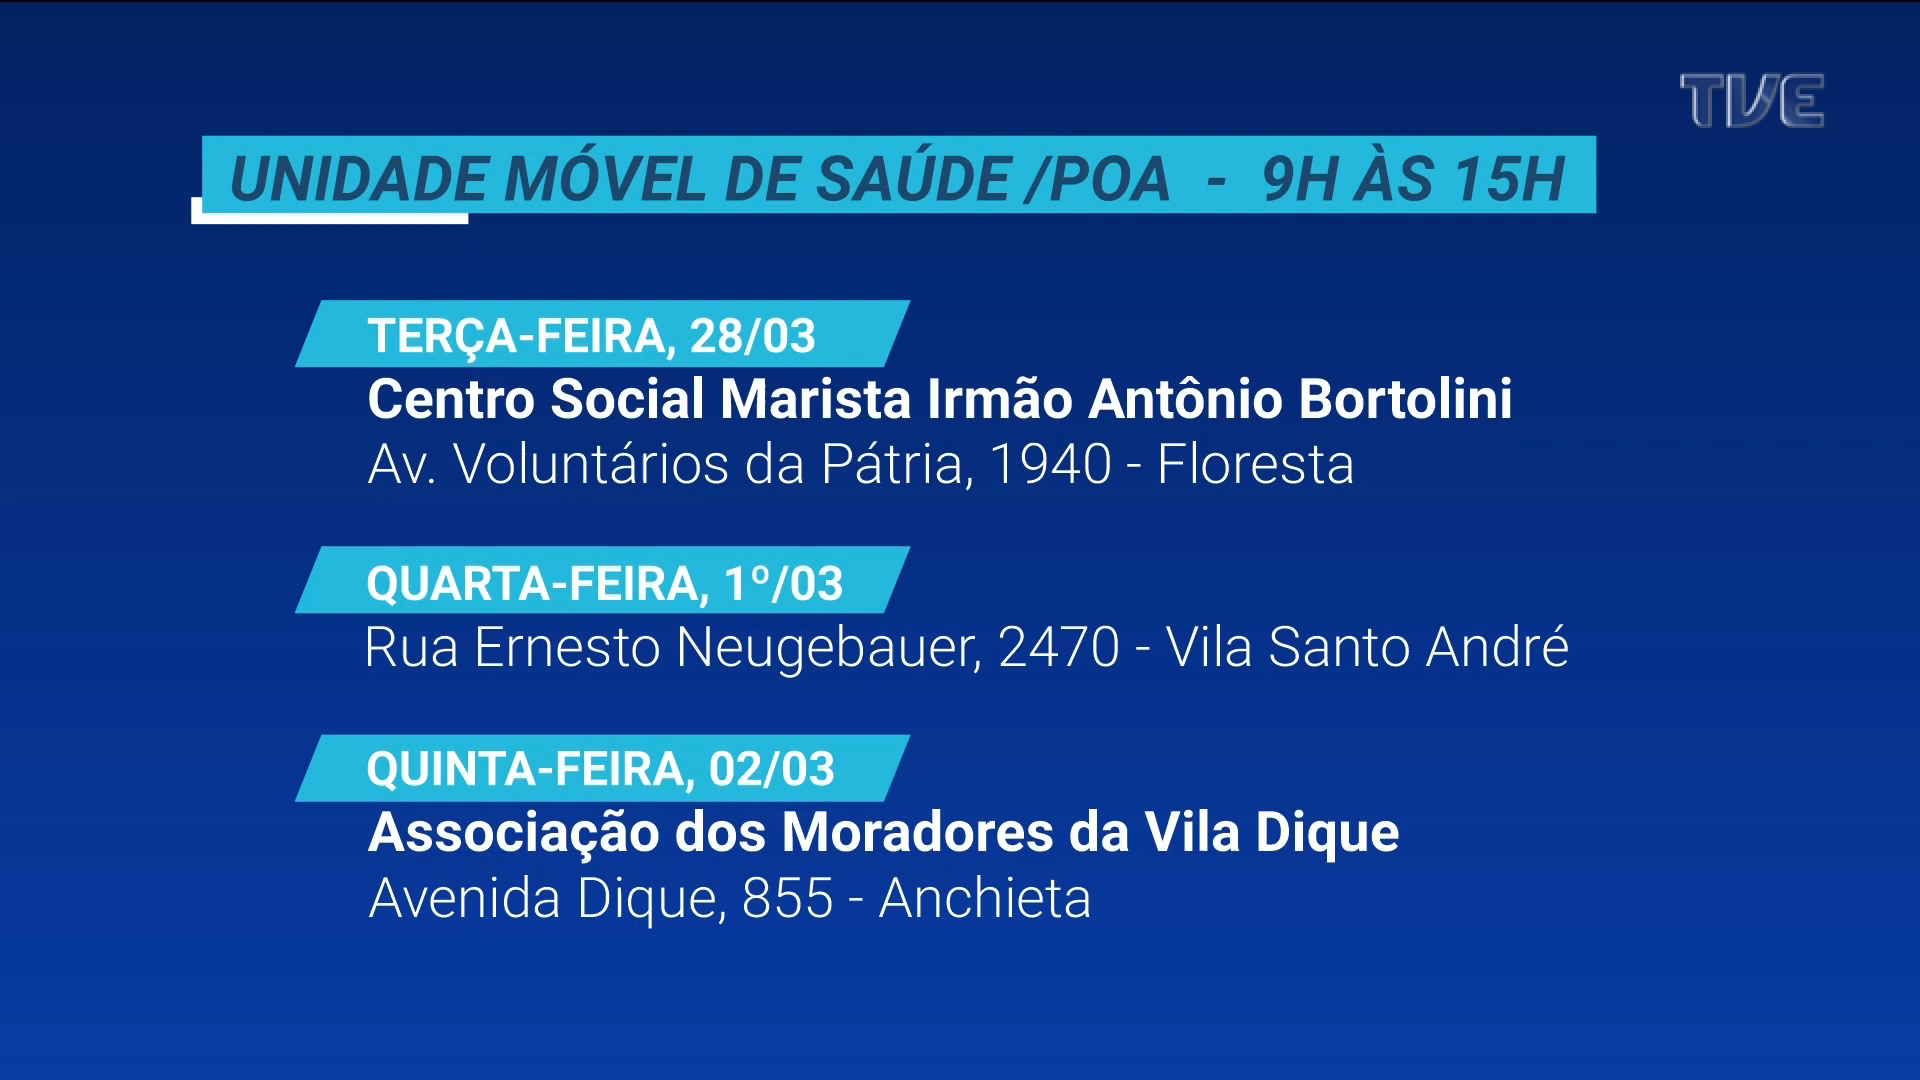 TVE
UNIDADE MÓVEL DE SAÚDE /POA - 9H ÀS 15H
TERÇA-FEIRA, 28/03
Centro Social Marista Irmão Antônio Bortolini
Av. Voluntários da Pátria, 1940 - Floresta
QUARTA-FEIRA, 1º/03
Rua Ernesto Neugebauer, 2470 - Vila Santo André
QUINTA-FEIRA, 02/03
Associação dos Moradores da Vila Dique
Avenida Dique, 855 - Anchieta